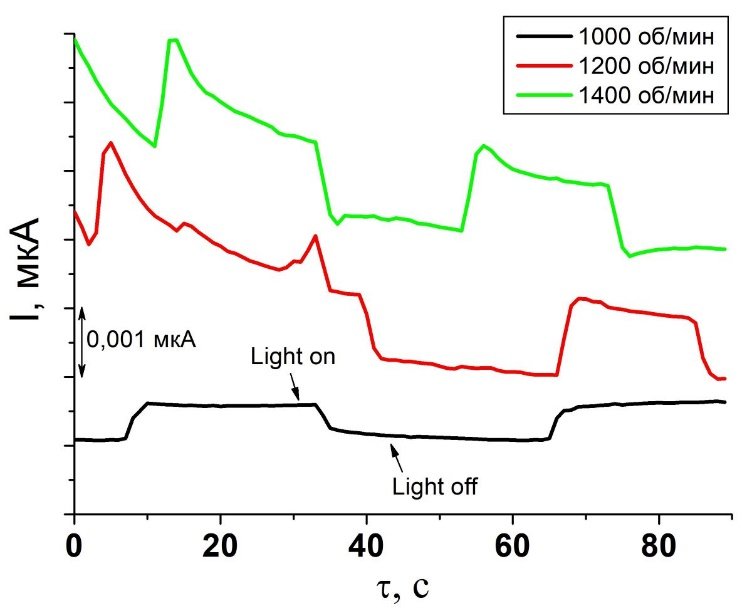 1000 об/мин
1200 об/мин
1400 об/мин
I, мкА
0,001 мкА
Light on
Light off
0
20
40
60
80
τ, с